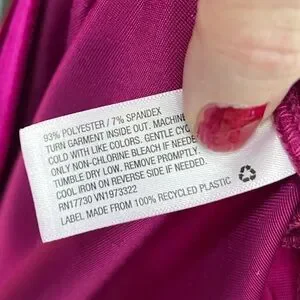 93% POLYESTER / 7% SPANDEX
TURN GARMENT INSIDE OUT. MACHINE
COLD WITH LIKE COLORS. GENTLE CYC
ONLY NON-CHLORINE BLEACH IF NEEDE
TUMBLE DRY LOW. REMOVE PROMPTLY.
COOL IRON ON REVERSE SIDE IF
RN17730 VN1973322
LABEL MADE FROM 100% RECYCLED PLASTIC